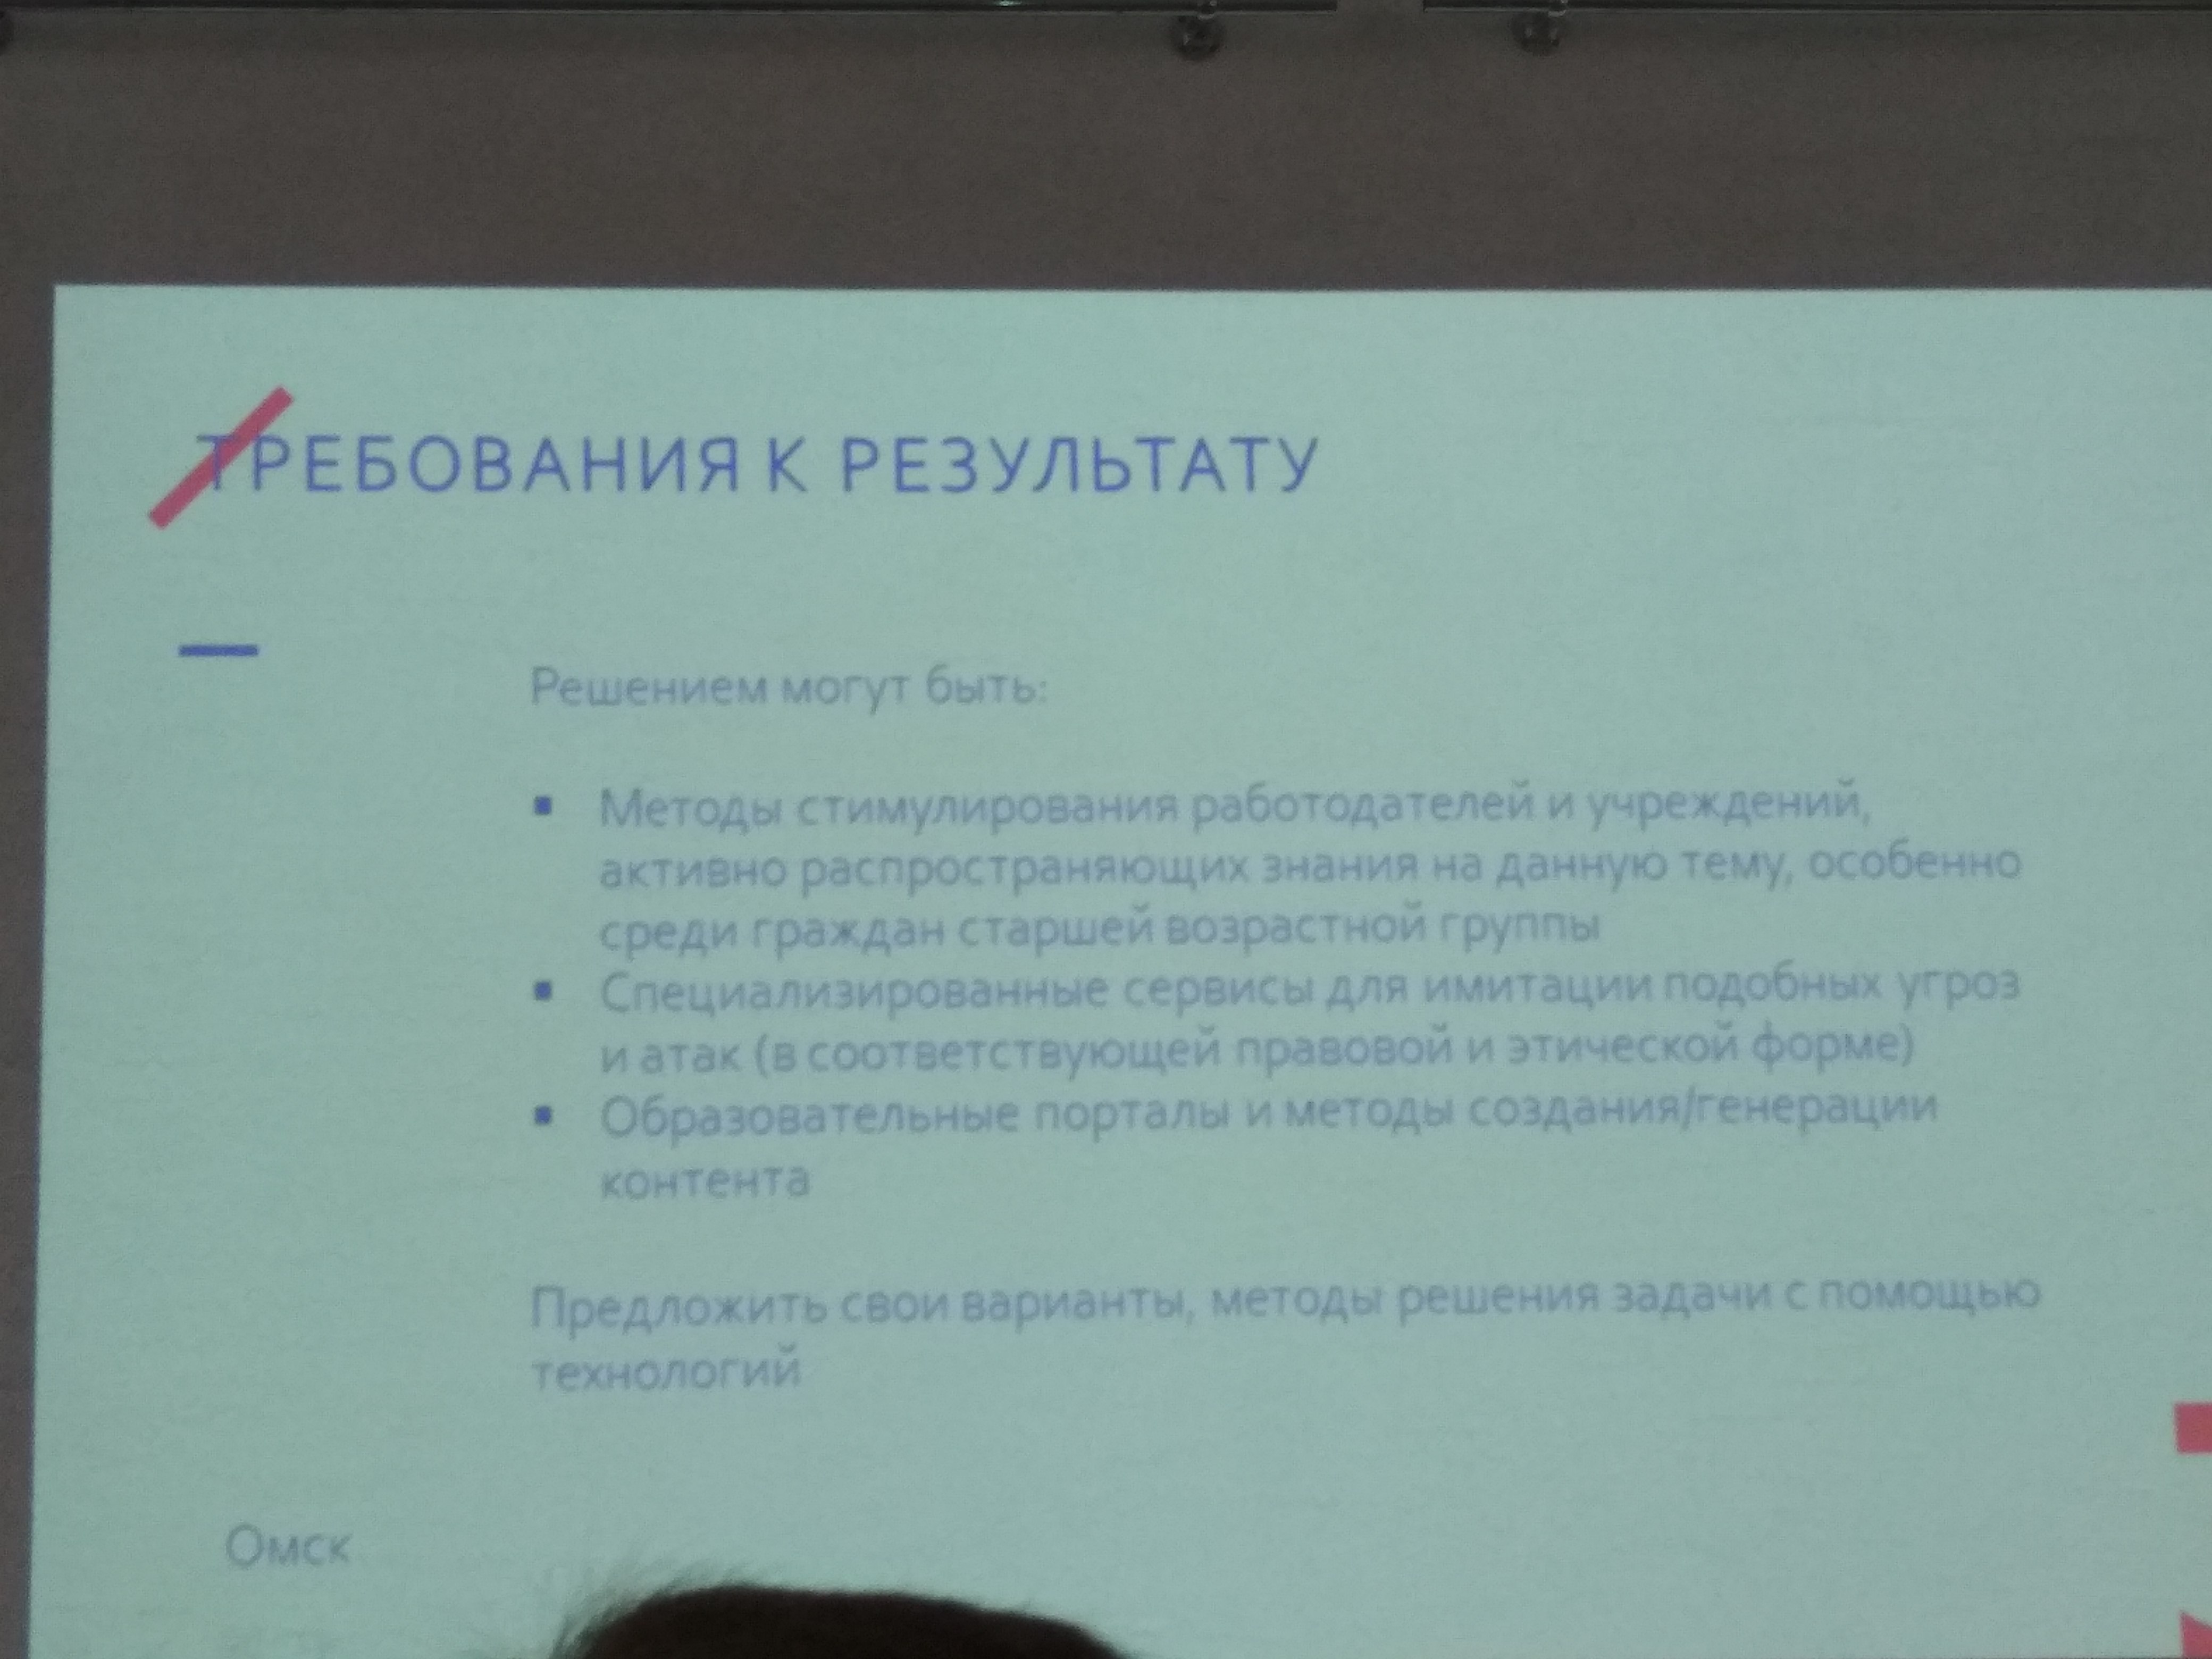 ТРЕБОВАНИЯ К РЕЗУЛЬТАТУ
Решением могут быть:
▪ Методы стимулирования работодателей и учреждений,
активно распространяющих знания на данную тему, особенно
среди граждан старшей возрастной группы
▪ Специализированные сервисы для имитации подобных угроз
и атак (в соответствующей правовой и этической форме)
▪ Образовательные порталы и методы создания/генерации
контента
Предложить свои варианты, методы решения задачи с помощью
технологий
Омск